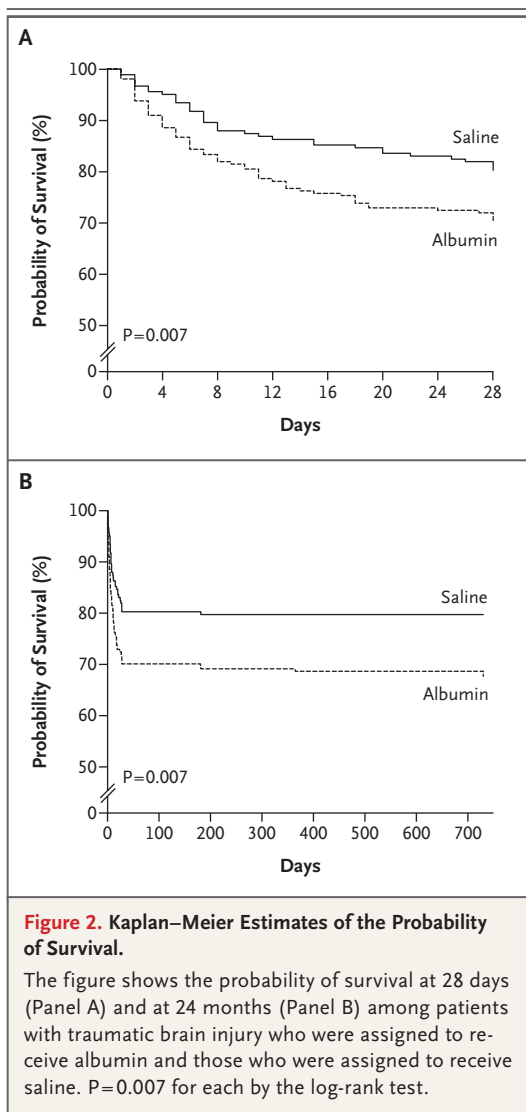 A
100
90
80
70
60
50
0
Probability of Survival (%)
Saline
Albumin
P=0.007
0 4 8 12 16 20 24 28
Days
B
100
90
80
70
60
50
0
Probability of Survival (%)
Saline
Albumin
P=0.007
0 100 200 300 400 500 600 700
Days
Figure 2. Kaplan–Meier Estimates of the Probability
of Survival.
The figure shows the probability of survival at 28 days
(Panel A) and at 24 months (Panel B) among patients
with traumatic brain injury who were assigned to re-
ceive albumin and those who were assigned to receive
saline. P=0.007 for each by the log-rank test.